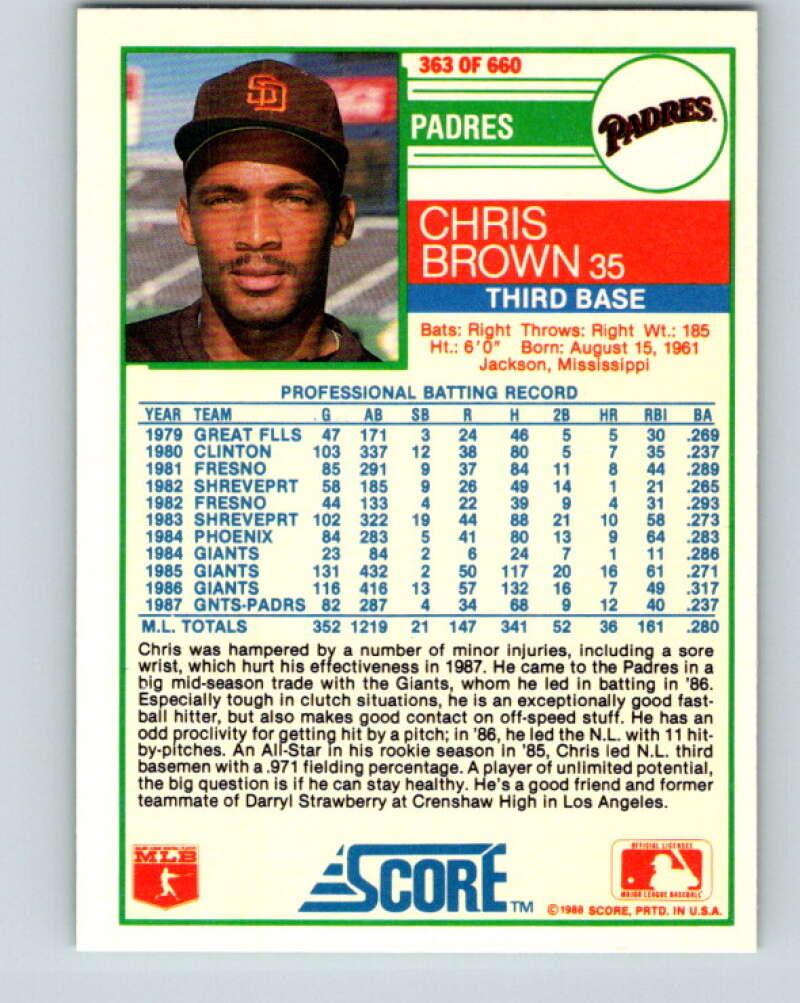 SD
363 OF 660
PADRES
PADRES
CHRIS
BROWN 35
THIRD BASE
Bats: Right Throws: Right Wt.: 185
Ht.: 6'0" Born: August 15, 1961
Jackson, Mississippi
PROFESSIONAL BATTING RECORD
YEAR TEAM G AB SB R H 2B HR RBI BA
1979 GREAT FLLS 47 171 3 24 46 5 5 30 .269
1980 CLINTON 103 337 12 38 80 5 7 35 .237
1981 FRESNO 85 291 9 37 84 11 8 44 .289
1982 SHREVEPRT 58 185 9 26 49 14 1 21 .265
1982 FRESNO 44 133 4 22 39 9 4 31 .293
1983 SHREVEPRT 102 322 19 44 88 21 10 58 .273
1984 PHOENIX 84 283 5 41 80 13 9 64 .283
1984 GIANTS 23 84 2 6 24 7 1 11 .286
1985 GIANTS 131 432 2 50 117 20 16 61 .271
1986 GIANTS 116 416 13 57 132 16 7 49 .317
1987 GNTS-PADRS 82 287 4 34 68 9 12 40 .237
M.L. TOTALS 352 1219 21 147 341 52 36 161 .280
Chris was hampered by a number of minor injuries, including a sore
wrist, which hurt his effectiveness in 1987. He came to the Padres in a
big mid-season trade with the Giants, whom he led in batting in '86.
Especially tough in clutch situations, he is an exceptionally good fast-
ball hitter, but also makes good contact on off-speed stuff. He has an
odd proclivity for getting hit by a pitch; in '86, he led the N.L. with 11 hit-
by-pitches. An All-Star in his rookie season in '85, Chris led N.L. third
basemen with a .971 fielding percentage. A player of unlimited potential,
the big question is if he can stay healthy. He's a good friend and former
teammate of Darryl Strawberry at Crenshaw High in Los Angeles.
MLB
SCORE TM
©1988 SCORE, PRTD. IN U.S.A.
OFFICIAL LICENSEE
MAJOR LEAGUE BASEBALL